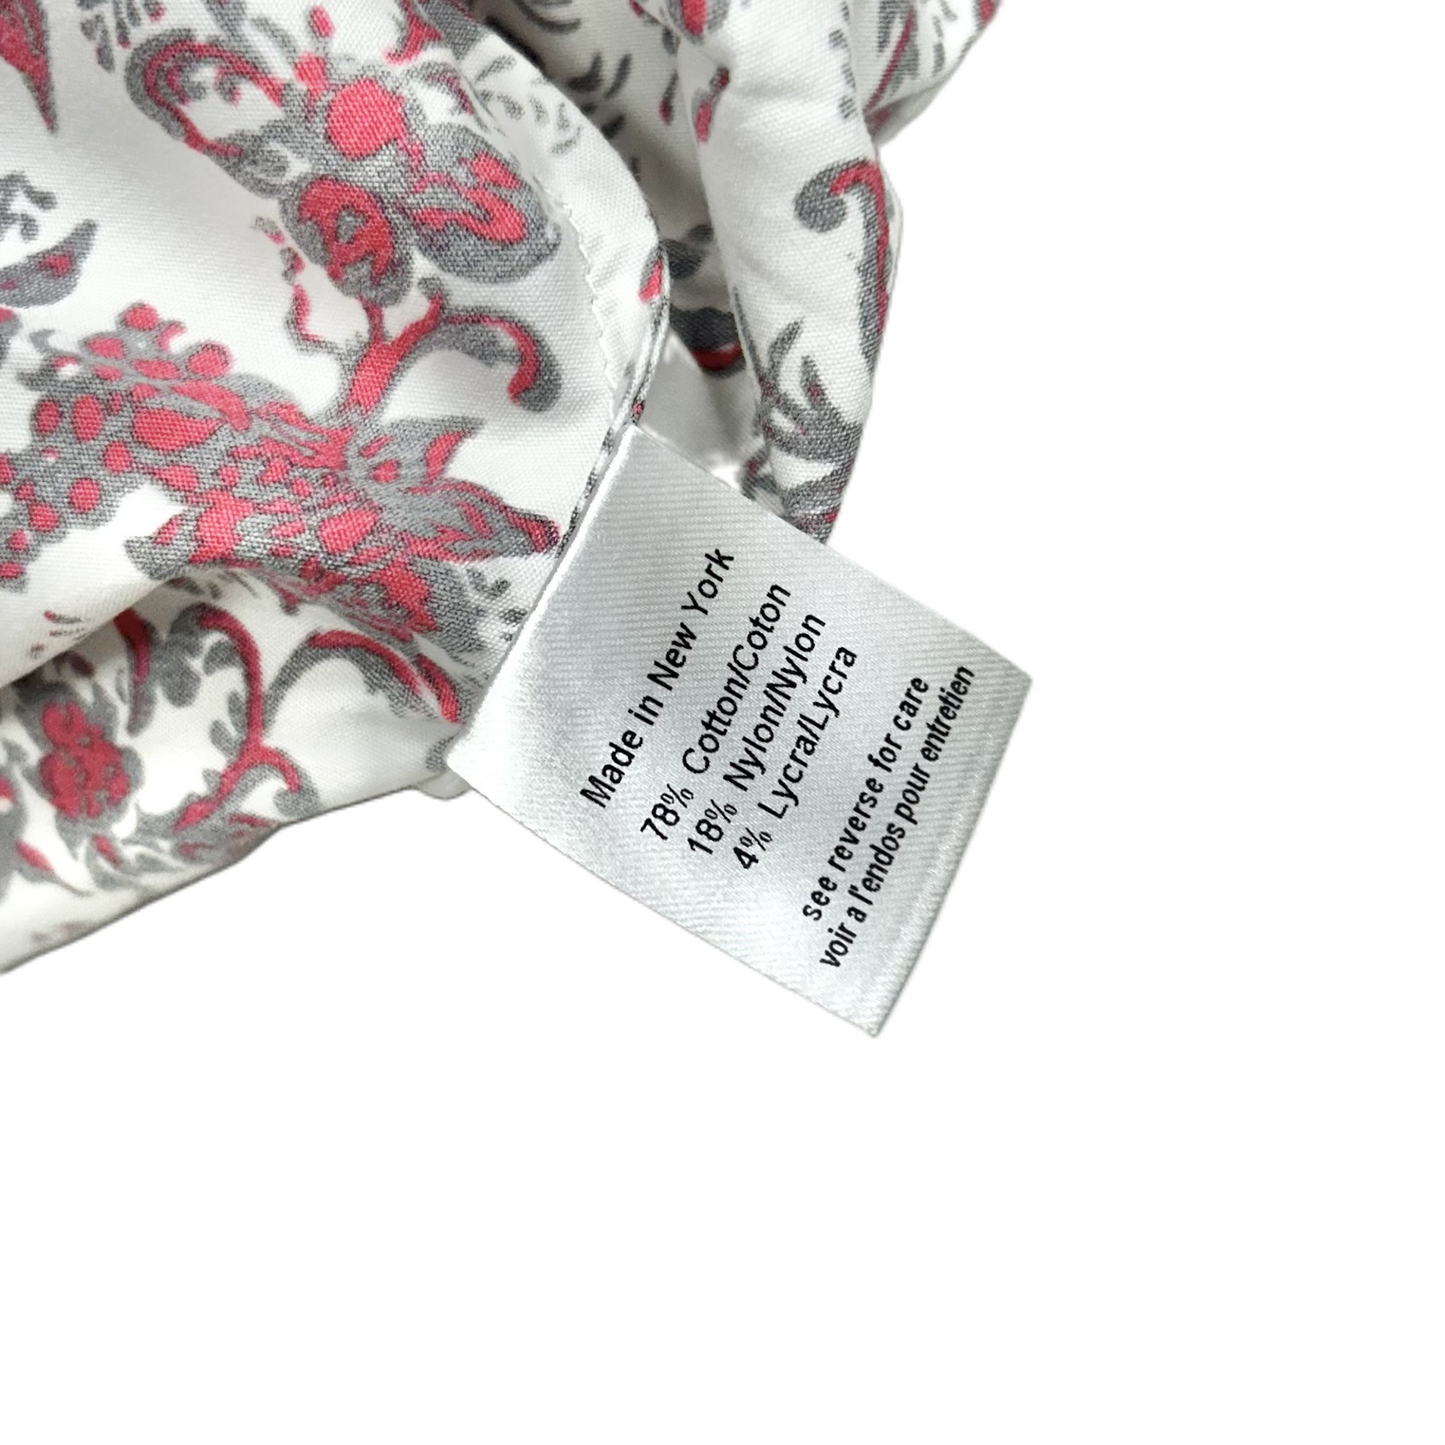 Made in New York
78% Cotton/Coton
18% Nylon/Nylon
4% Lycra/Lycra
see reverse for care
voir a l'endos pour entretien